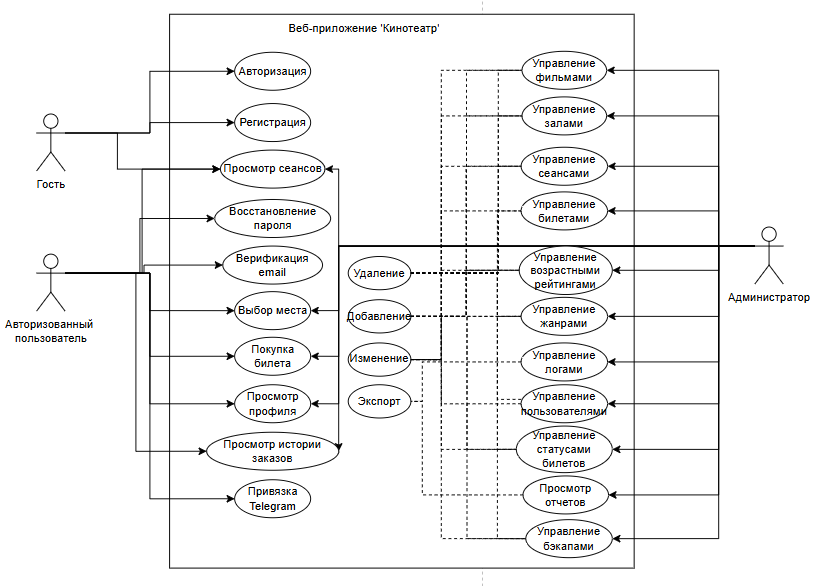 Веб-приложение 'Кинотеатр'
Авторизация
Регистрация
Просмотр сеансов
Восстановление
пароля
Верификация
email
Выбор места
Покупка
билета
Просмотр
профиля
Просмотр истории
заказов
Привязка
Telegram
Гость
Авторизованный
пользователь
Удаление
Добавление
Изменение
Экспорт
Управление
фильмами
Управление
залами
Управление
сеансами
Управление
билетами
Управление
возрастными
рейтингами
Управление
жанрами
Управление
логами
Управление
пользователями
Управление
статусами
билетов
Просмотр
отчетов
Управление
бэкапами
Администратор